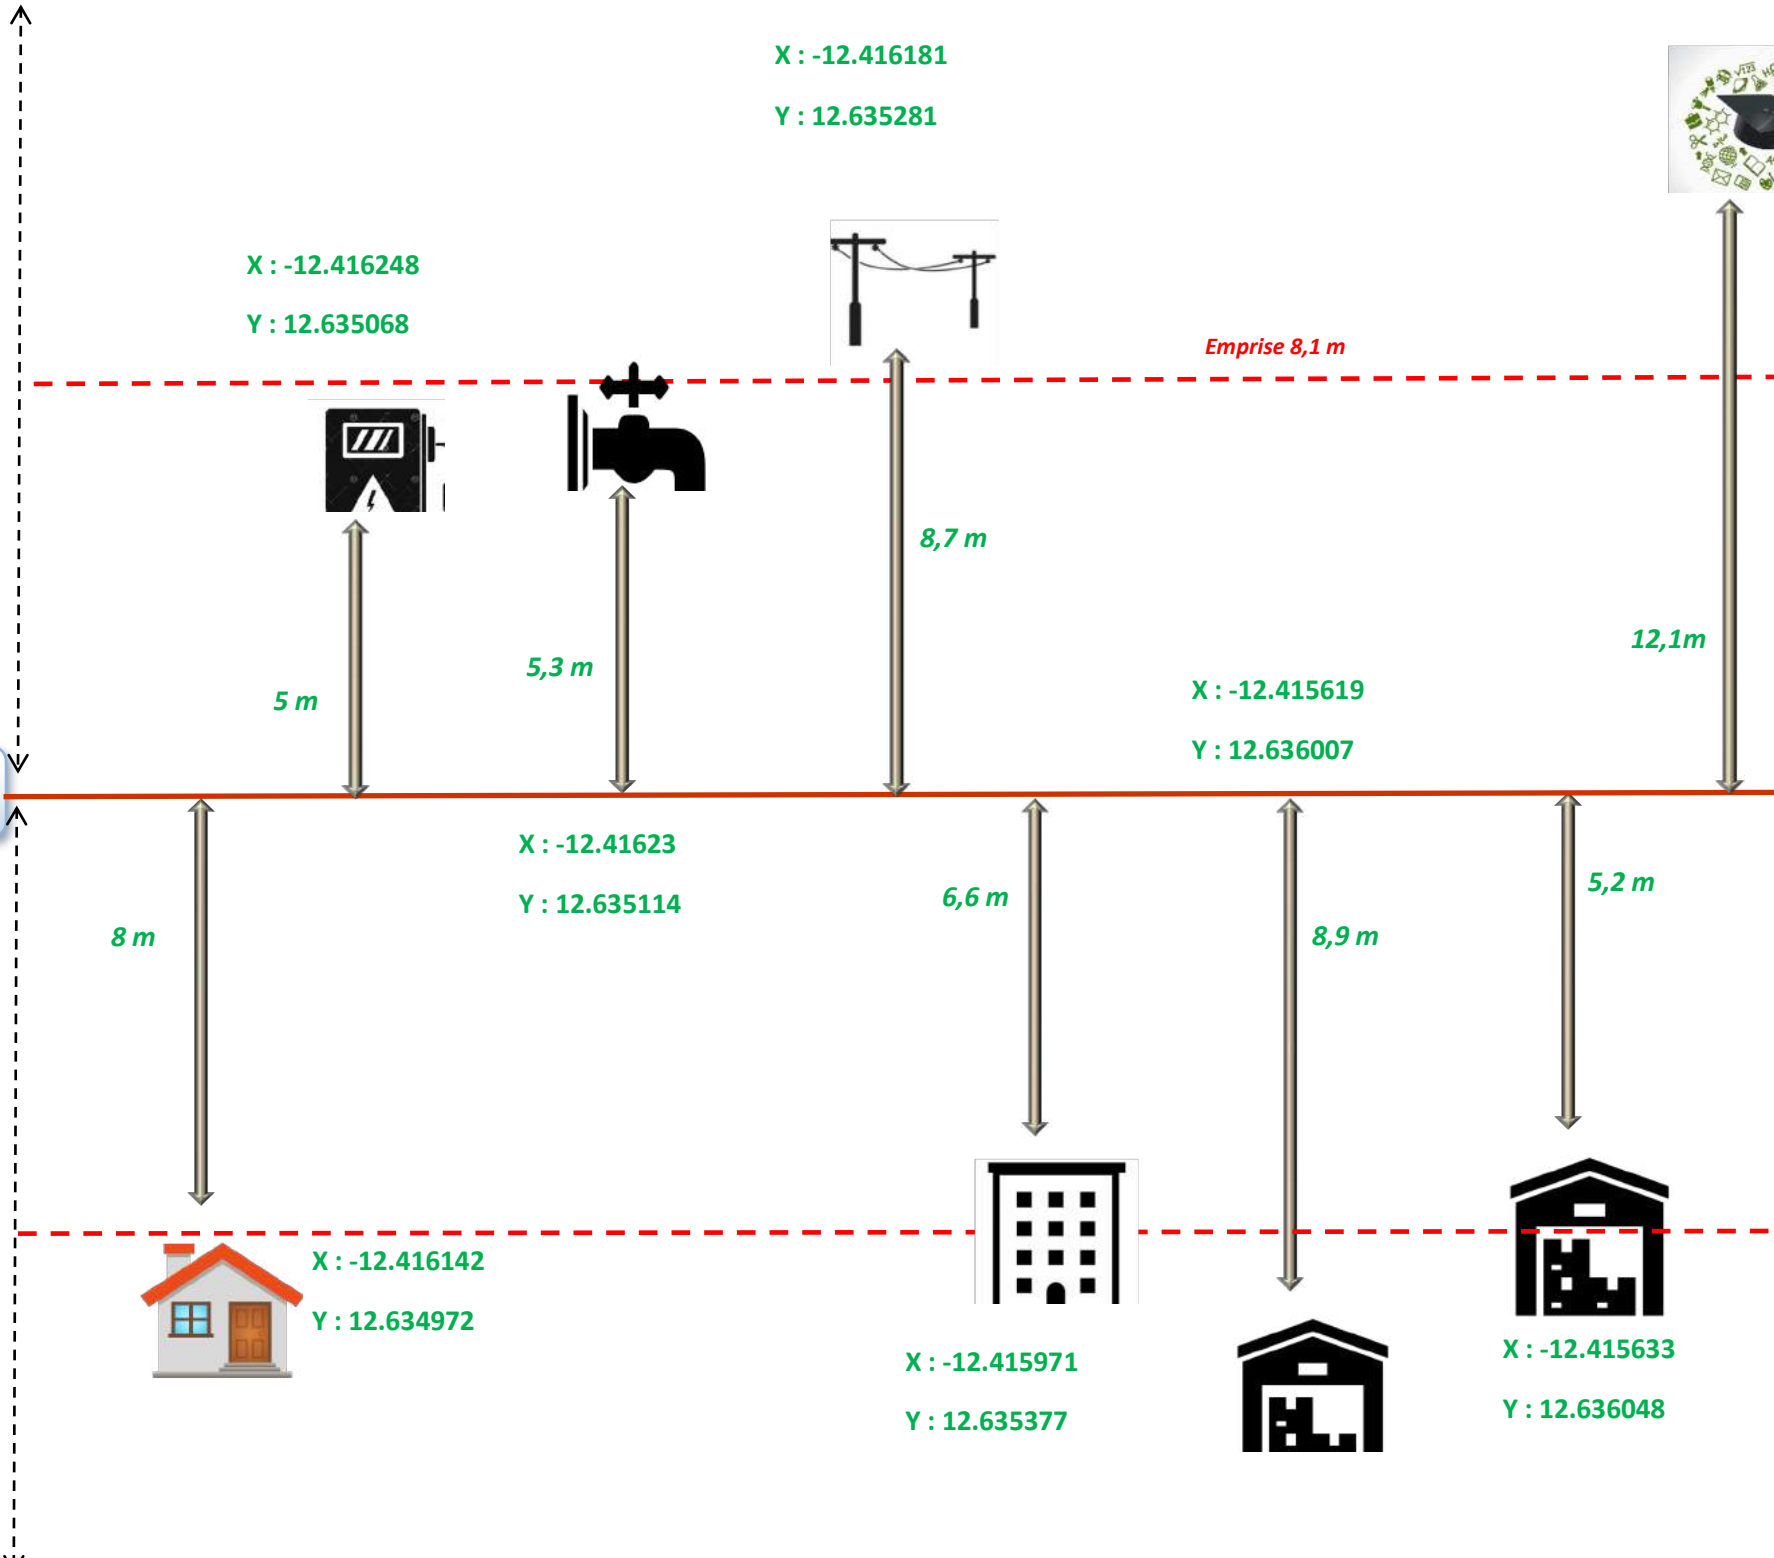 X : -12.416181
Y : 12.635281
√123
X : -12.416248
Y : 12.635068
Emprise 8,1 m
8,7 m
12,1m
5,3 m
5 m
X : -12.415619
Y : 12.636007
X : -12.41623
Y : 12.635114
8 m
6,6 m
5,2 m
8,9 m
X : -12.416142
Y : 12.634972
X : -12.415971
Y : 12.635377
X : -12.415633
Y : 12.636048